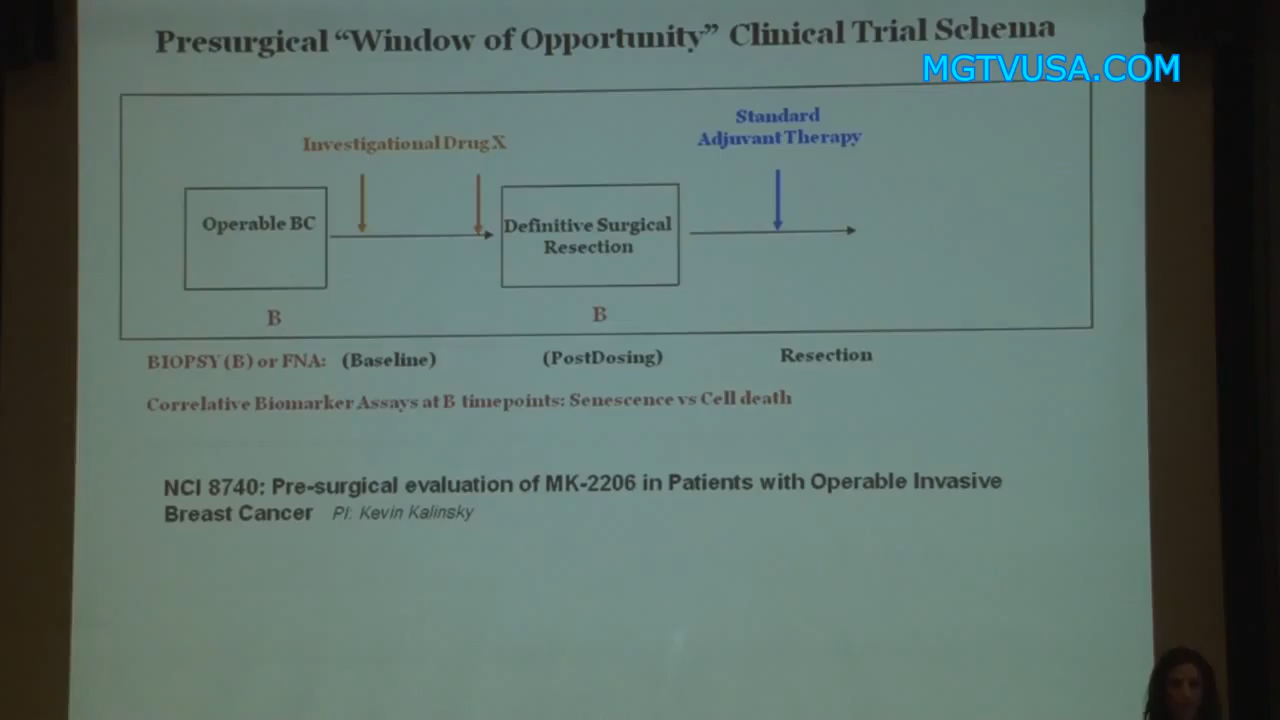 Presurgical “Window of Opportunity” Clinical Trial Schema
MGTVUSA.COM
Investigational Drug X
Standard
Adjuvant Therapy
Operable BC
Definitive Surgical
Resection
B
B
BIOPSY (B) or FNA: (Baseline) (PostDosing) Resection
Correlative Biomarker Assays at B timepoints: Senescence vs Cell death
NCI 8740: Pre-surgical evaluation of MK-2206 in Patients with Operable Invasive
Breast Cancer PI: Kevin Kalinsky